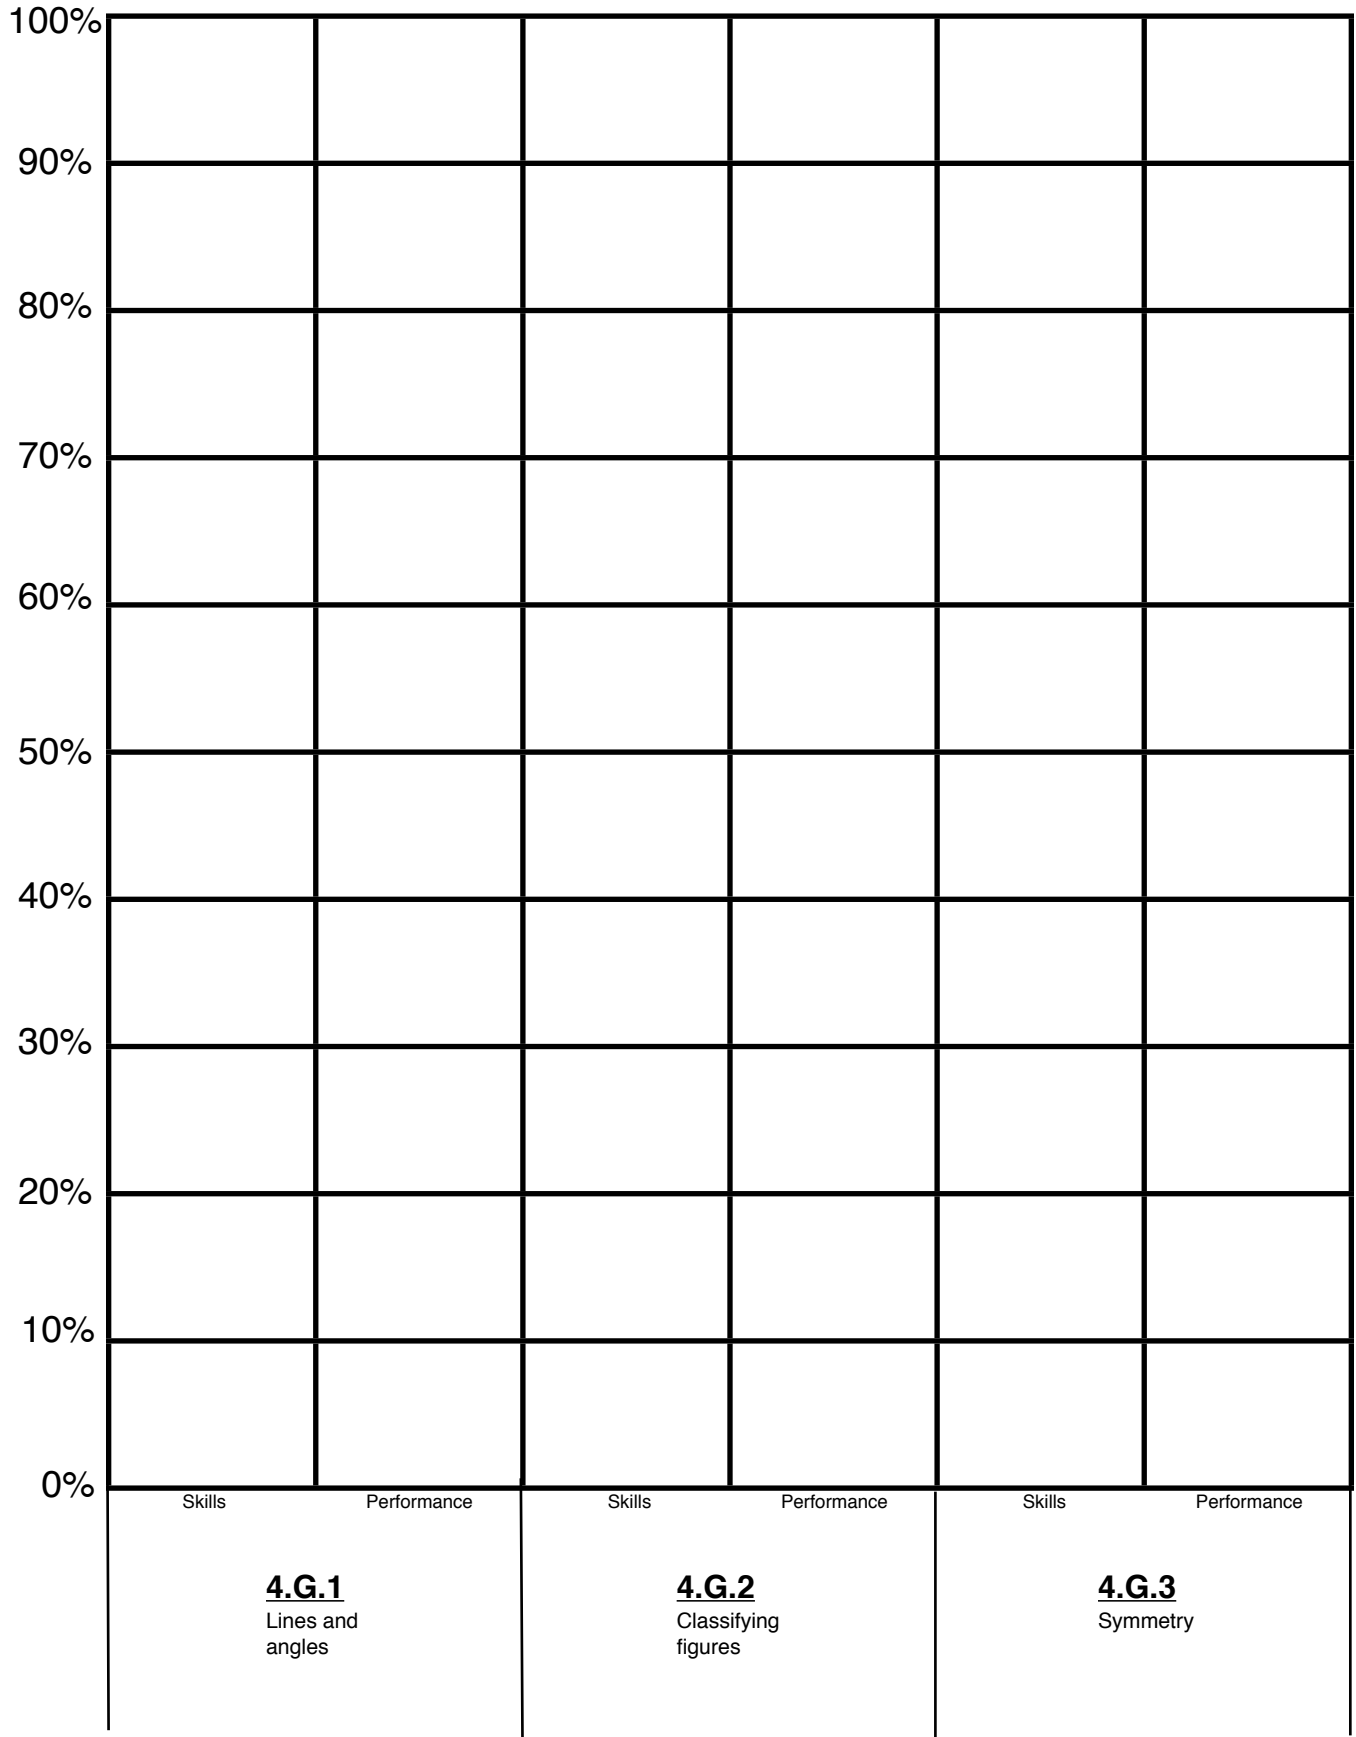 100%
90%
80%
70%
60%
50%
40%
30%
20%
10%
0%
Skills Performance Skills Performance Skills Performance
4.G.1
Lines and
angles
4.G.2
Classifying
figures
4.G.3
Symmetry